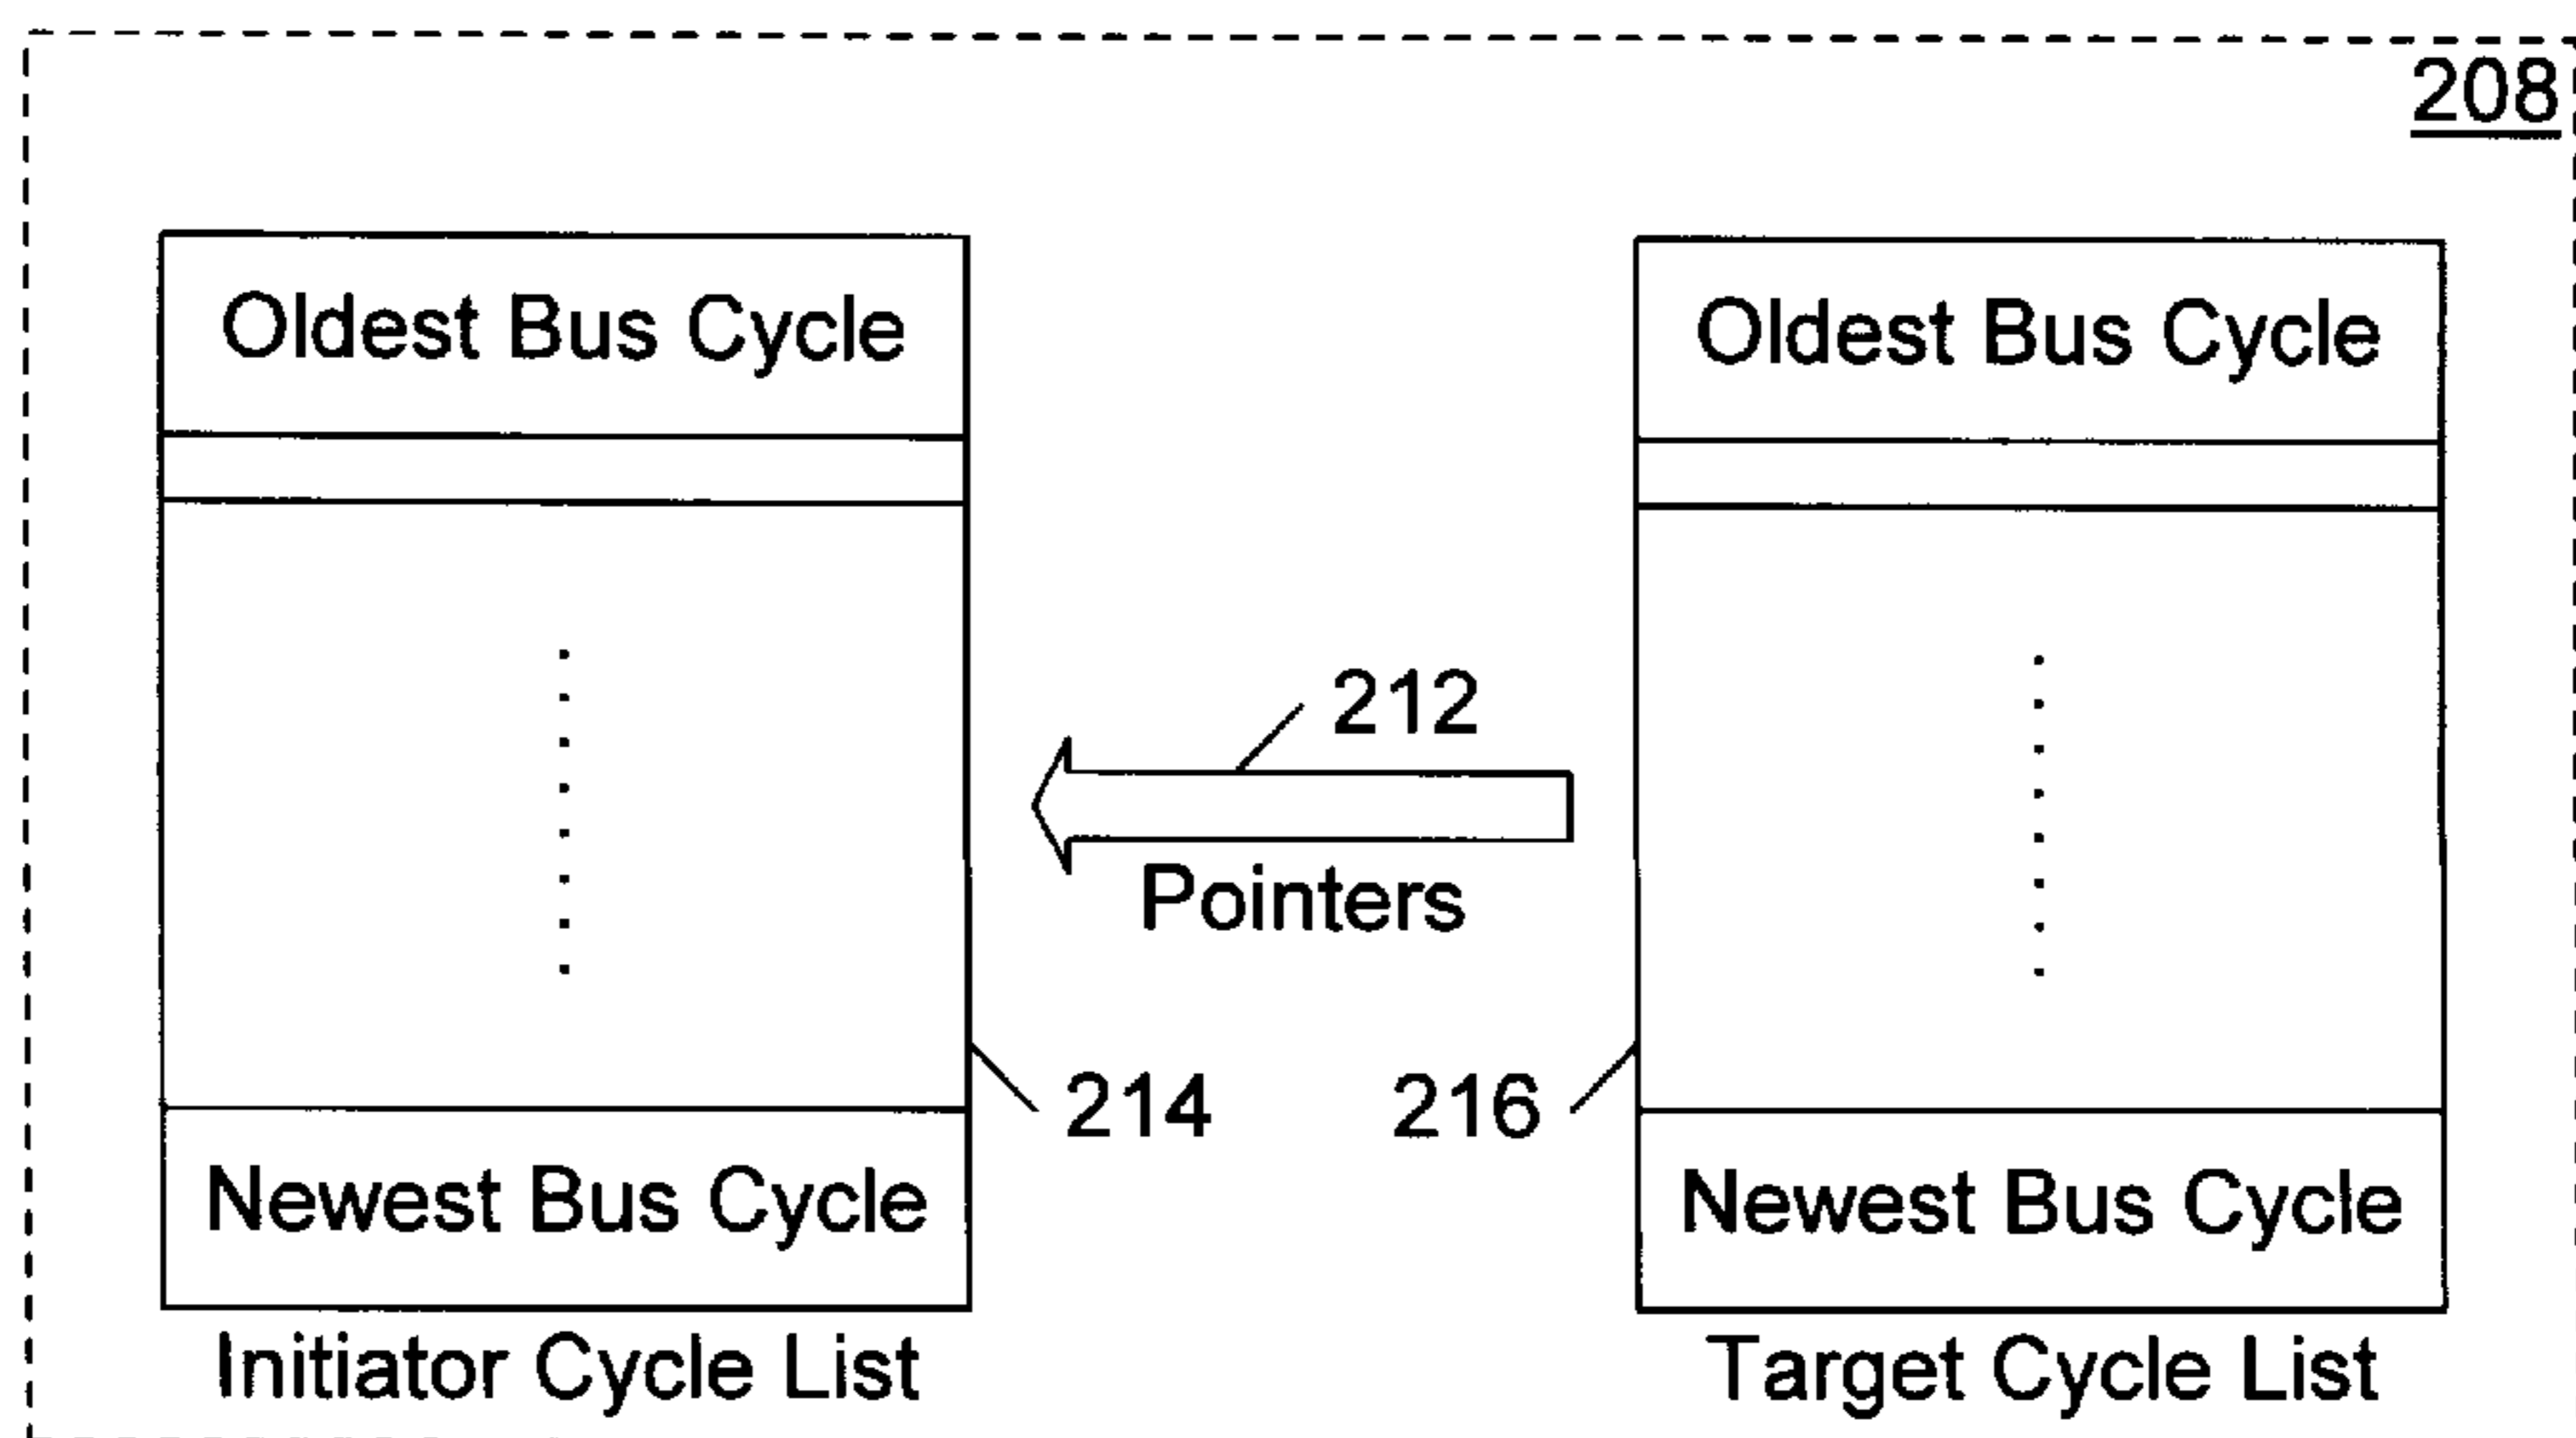 208
Oldest Bus Cycle
Oldest Bus Cycle
212
Pointers
214
216
Newest Bus Cycle
Newest Bus Cycle
Initiator Cycle List
Target Cycle List